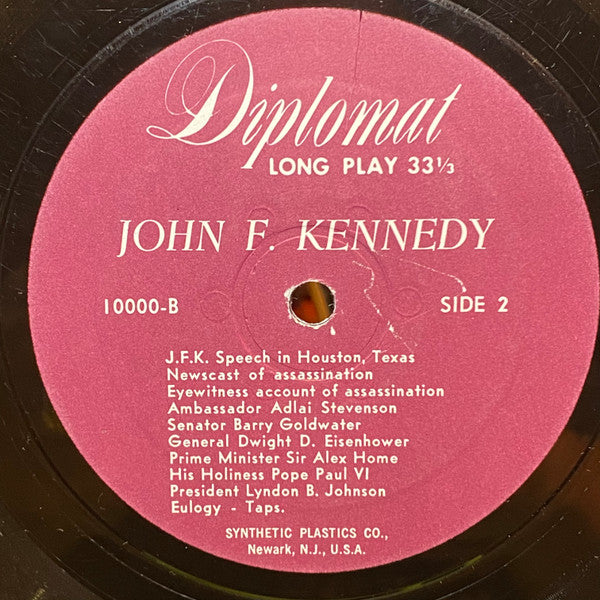 Diplomat
LONG PLAY 33⅓
JOHN F. KENNEDY
10000-B SIDE 2
J.F.K. Speech in Houston, Texas
Newscast of assassination
Eyewitness account of assassination
Ambassador Adlai Stevenson
Senator Barry Goldwater
General Dwight D. Eisenhower
Prime Minister Sir Alex Home
His Holiness Pope Paul VI
President Lyndon B. Johnson
Eulogy - Taps.
SYNTHETIC PLASTICS CO.,
Newark, N.J., U.S.A.